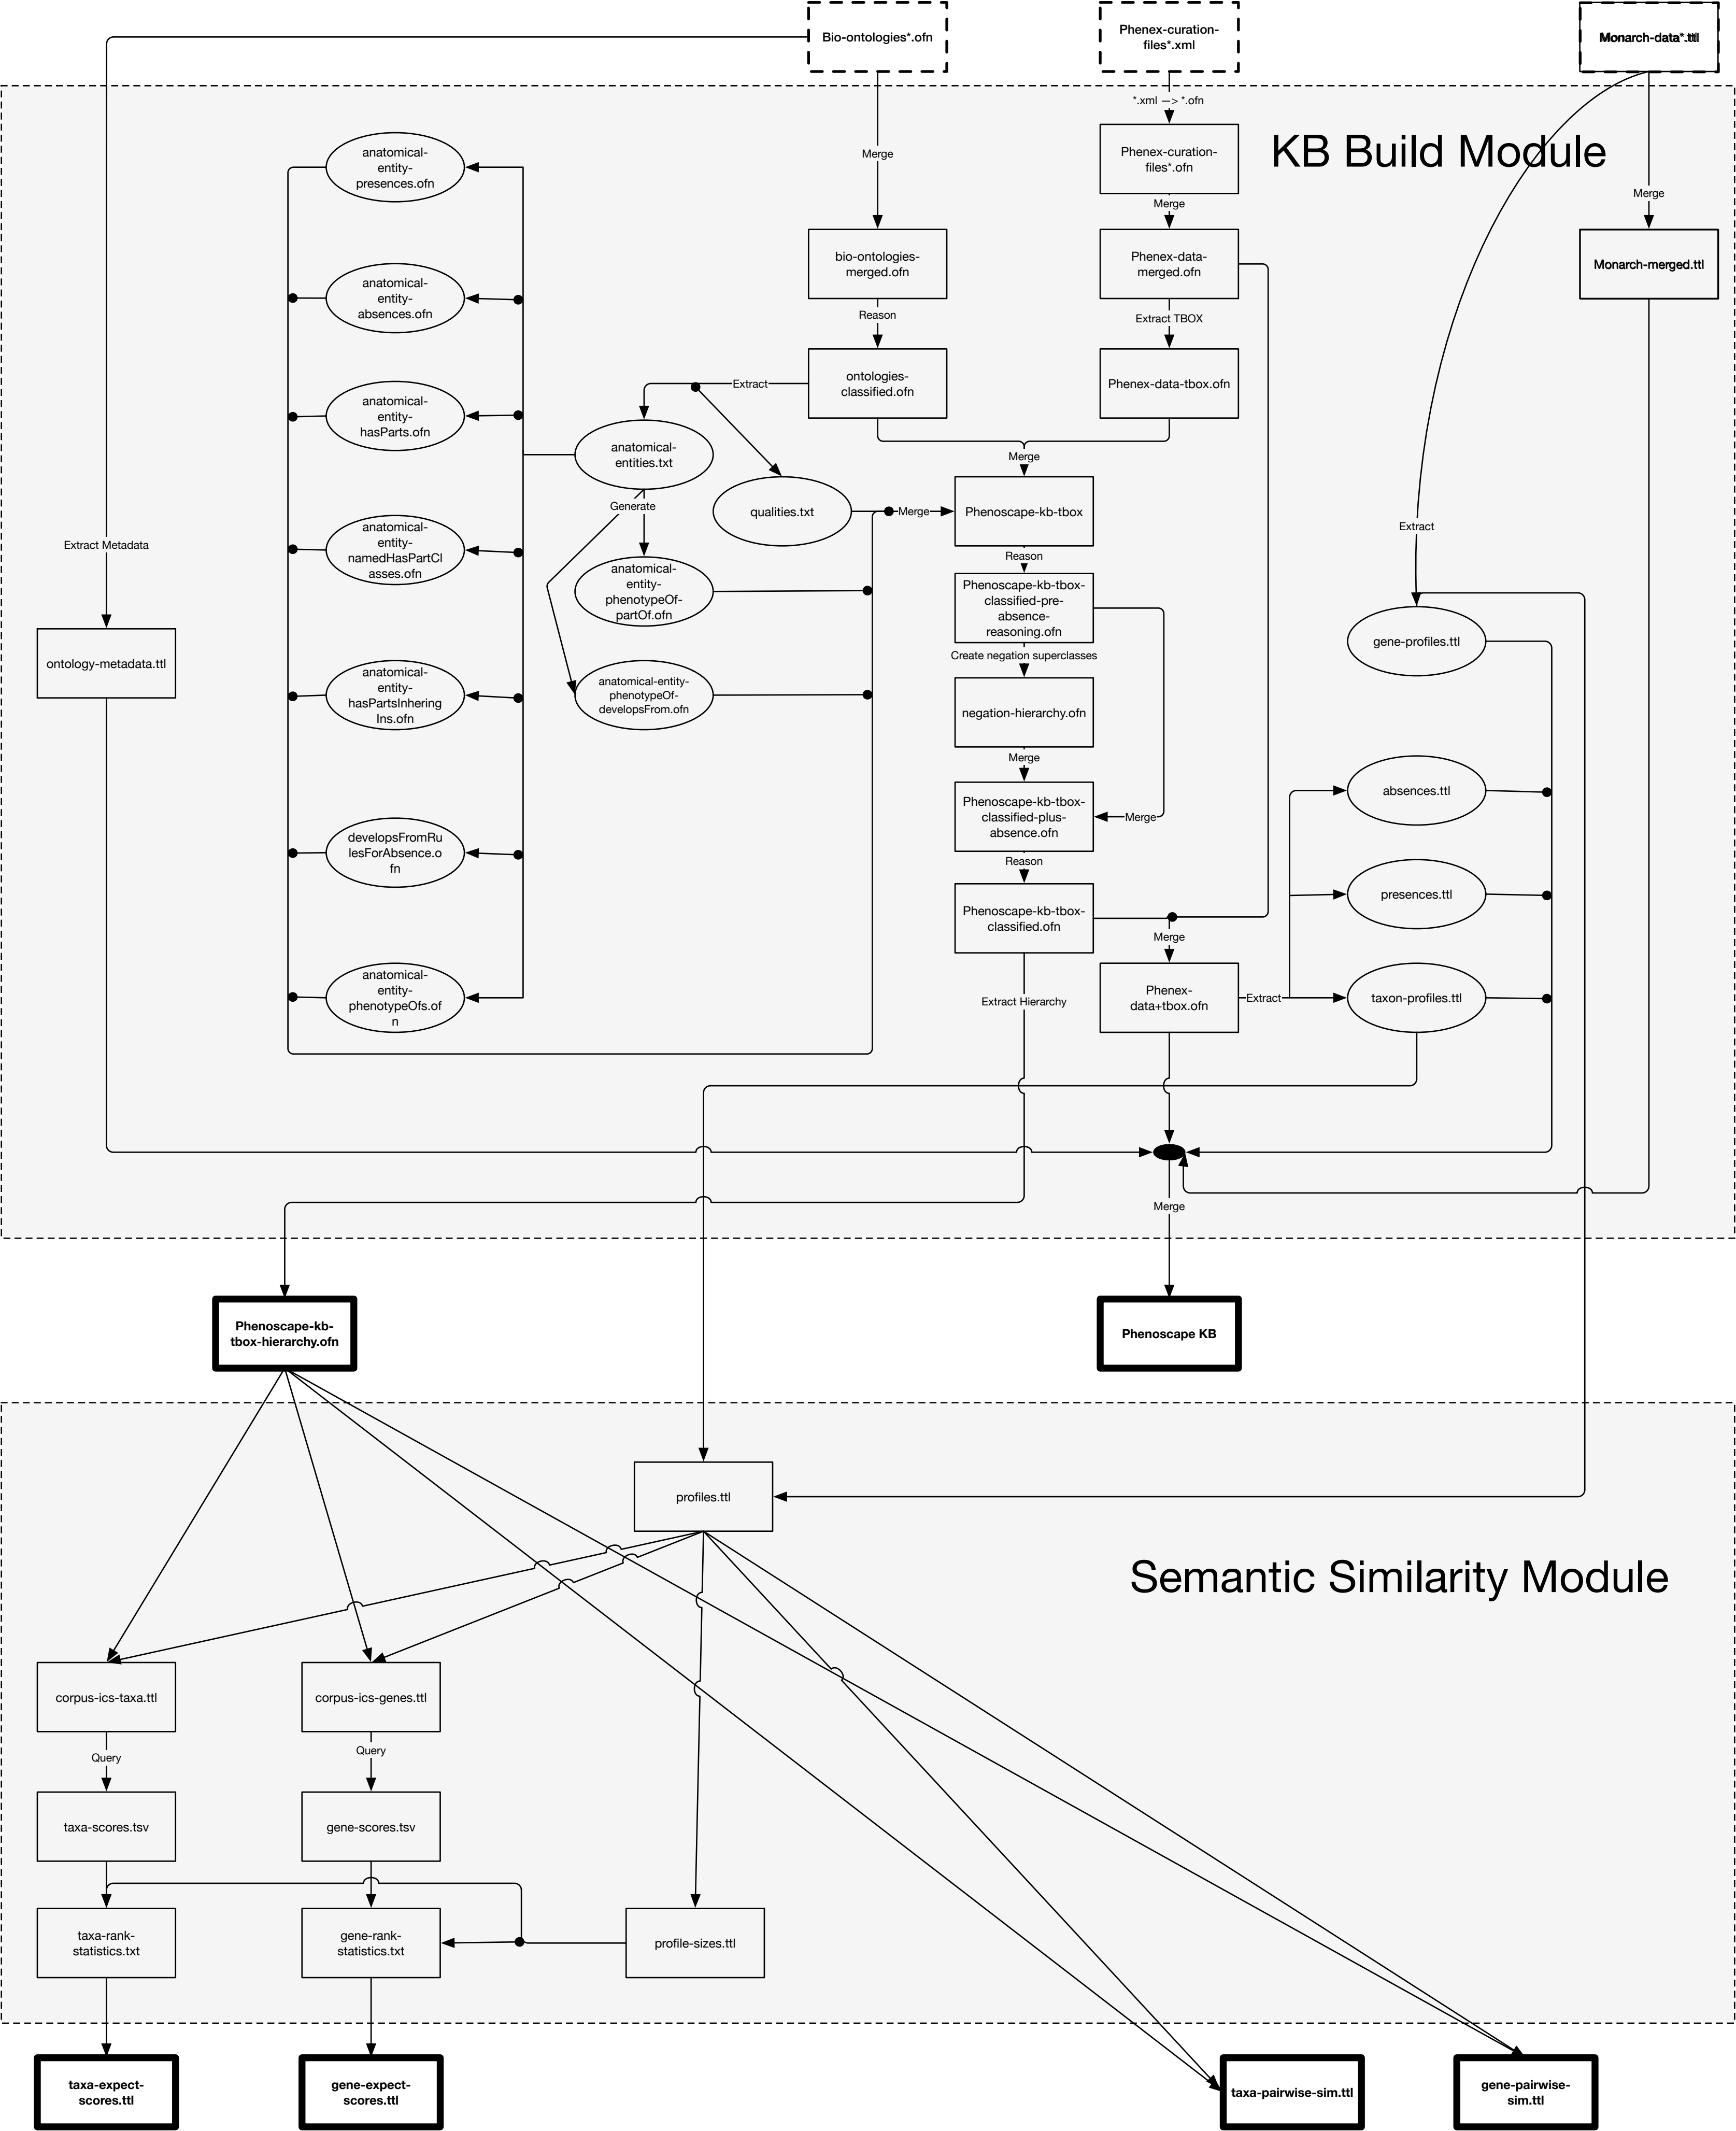 Bio-ontologies*.ofn
Phenex-curation-
files*.xml
Monarch-data*.ttl
*.xml —> *.ofn
KB Build Module
anatomical-
entity-
presences.ofn
Merge
Phenex-curation-
files*.ofn
Merge
Merge
bio-ontologies-
merged.ofn
Phenex-data-
merged.ofn
Monarch-merged.ttl
anatomical-
entity-
absences.ofn
Reason
Extract TBOX
ontologies-
classified.ofn
Phenex-data-tbox.ofn
Extract
anatomical-
entity-
hasParts.ofn
anatomical-
entities.txt
Merge
Generate
qualities.txt
Merge
Phenoscape-kb-tbox
Extract
Extract Metadata
anatomical-
entity-
namedHasPartCl
asses.ofn
Reason
anatomical-
entity-
phenotypeOf-
partOf.ofn
Phenoscape-kb-tbox-
classified-pre-
absence-
reasoning.ofn
gene-profiles.ttl
Create negation superclasses
ontology-metadata.ttl
anatomical-
entity-
hasPartsInhering
Ins.ofn
anatomical-entity-
phenotypeOf-
developsFrom.ofn
negation-hierarchy.ofn
Merge
absences.ttl
Phenoscape-kb-tbox-
classified-plus-
absence.ofn
Merge
developsFromRu
lesForAbsence.o
fn
Reason
presences.ttl
Phenoscape-kb-tbox-
classified.ofn
Merge
anatomical-
entity-
phenotypeOfs.of
n
Extract Hierarchy
Phenex-
data+tbox.ofn
Extract
taxon-profiles.ttl
Merge
Phenoscape-kb-
tbox-hierarchy.ofn
Phenoscape KB
profiles.ttl
Semantic Similarity Module
corpus-ics-taxa.ttl
corpus-ics-genes.ttl
Query
Query
taxa-scores.tsv
gene-scores.tsv
taxa-rank-
statistics.txt
gene-rank-
statistics.txt
profile-sizes.ttl
taxa-expect-
scores.ttl
gene-expect-
scores.ttl
taxa-pairwise-sim.ttl
gene-pairwise-
sim.ttl